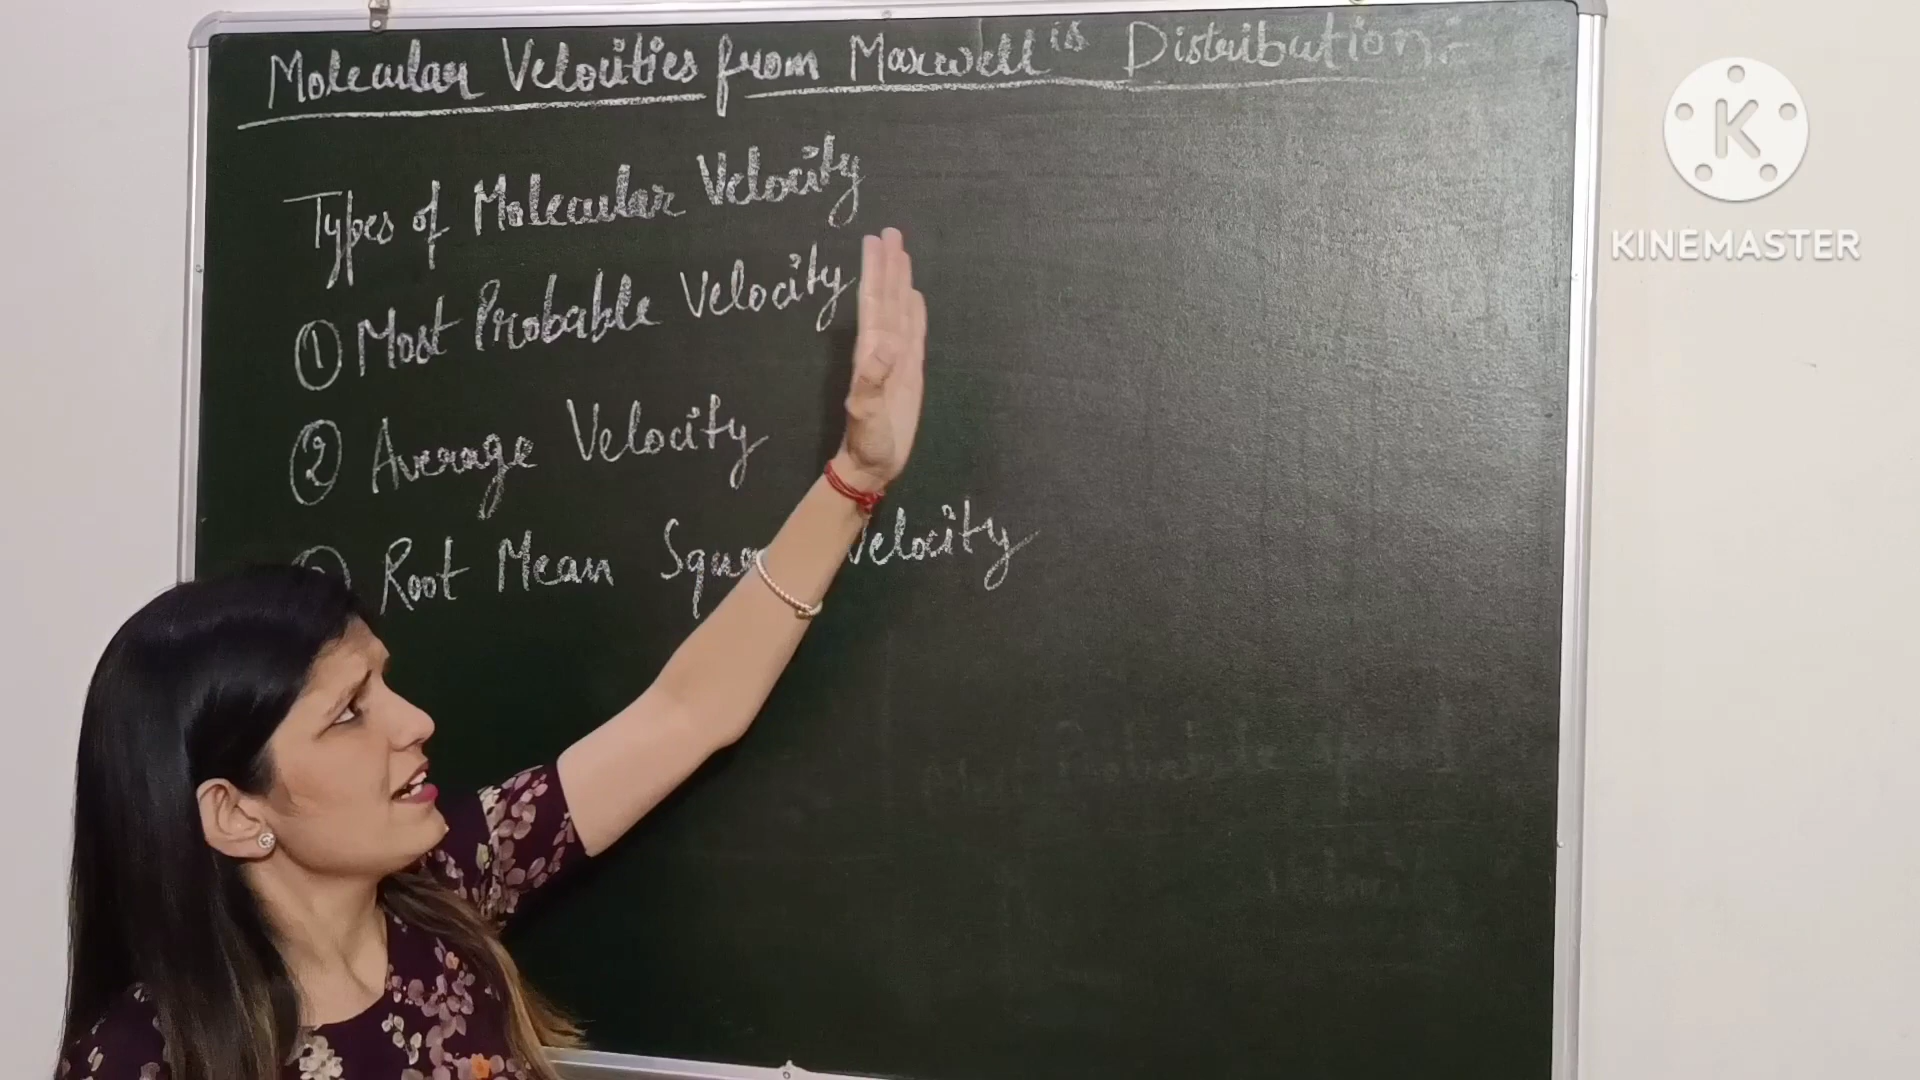 Molecular Velocities from Maxwell's Distribution:-
Types of Molecular Velocity
① Most Probable Velocity
② Average Velocity
Root Mean Velocity
K
KINEMASTER
Probable